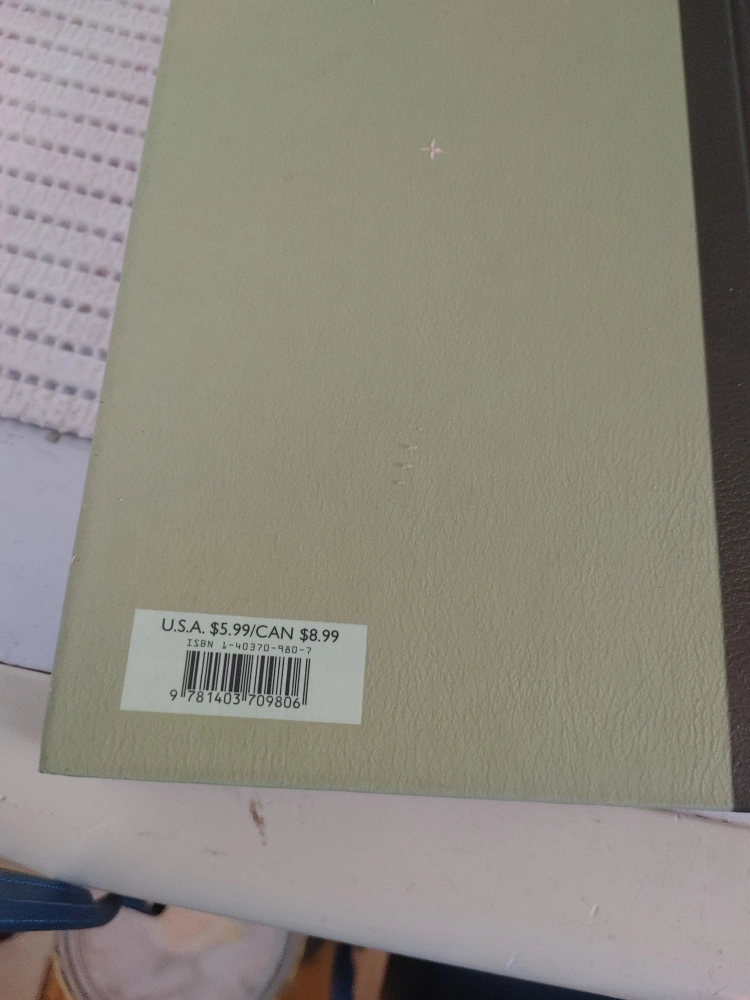 U.S.A. $5.99/CAN $8.99
ISBN 1-40370-980-7
9 781403 709806